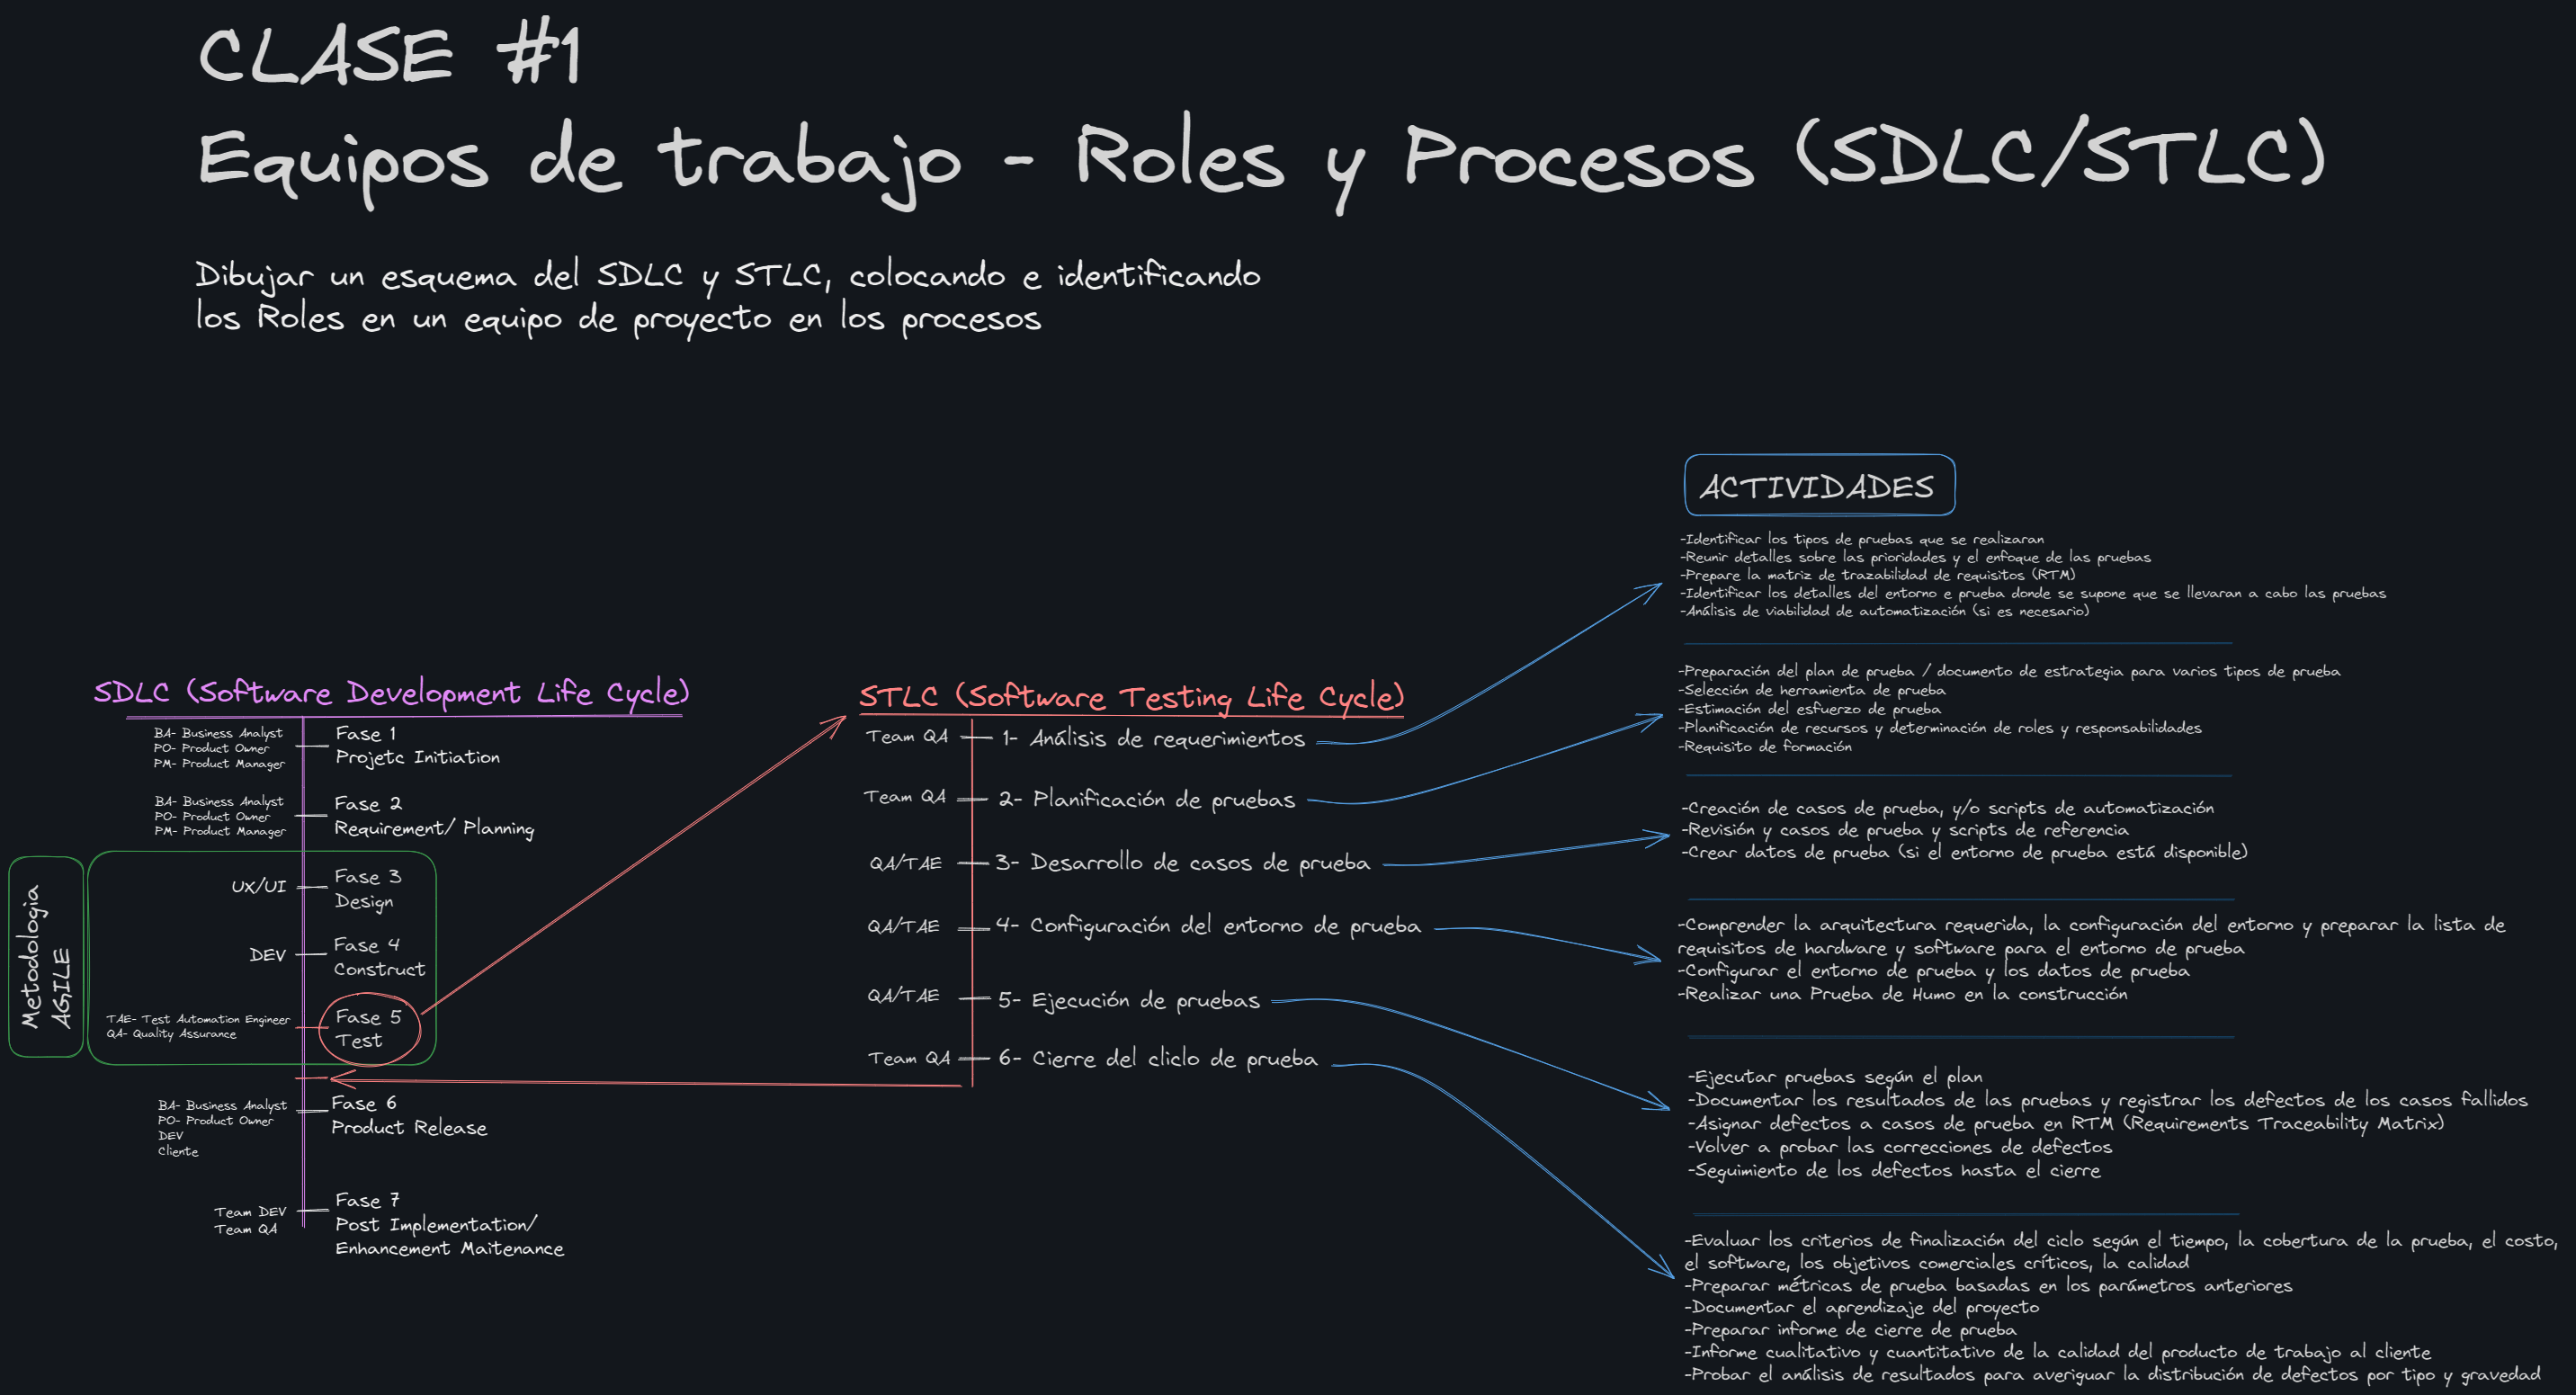 CLASE #1
Equipos de trabajo - Roles y Procesos (SDLC/STLC)
Dibujar un esquema del SDLC y STLC, colocando e identificando
los Roles en un equipo de proyecto en los procesos
SDLC (Software Development Life Cycle)
BA- Business Analyst
PO- Product Owner
PM- Product Manager
Fase 1
Projetc Initiation
BA- Business Analyst
PO- Product Owner
PM- Product Manager
Fase 2
Requirement/ Planning
Metodologia
AGILE
UX/UI
Fase 3
Design
DEV
Fase 4
Construct
TAE- Test Automation Engineer
QA- Quality Assurance
Fase 5
Test
BA- Business Analyst
PO- Product Owner
DEV
Cliente
Fase 6
Product Release
Team DEV
Team QA
Fase 7
Post Implementation/
Enhancement Maitenance
STLC (Software Testing Life Cycle)
Team QA
1- Análisis de requerimientos
Team QA
2- Planificación de pruebas
QA/TAE
3- Desarrollo de casos de prueba
QA/TAE
4- Configuración del entorno de prueba
QA/TAE
5- Ejecución de pruebas
Team QA
6- Cierre del cliclo de prueba
ACTIVIDADES
-Identificar los tipos de pruebas que se realizaran
-Reunir detalles sobre las prioridades y el enfoque de las pruebas
-Prepare la matriz de trazabilidad de requisitos (RTM)
-Identificar los detalles del entorno e prueba donde se supone que se llevaran a cabo las pruebas
-Análisis de viabilidad de automatización (si es necesario)
-Preparación del plan de prueba / documento de estrategia para varios tipos de prueba
-Selección de herramienta de prueba
-Estimación del esfuerzo de prueba
-Planificación de recursos y determinación de roles y responsabilidades
-Requisito de formación
-Creación de casos de prueba, y/o scripts de automatización
-Revisión y casos de prueba y scripts de referencia
-Crear datos de prueba (si el entorno de prueba está disponible)
-Comprender la arquitectura requerida, la configuración del entorno y preparar la lista de
requisitos de hardware y software para el entorno de prueba
-Configurar el entorno de prueba y los datos de prueba
-Realizar una Prueba de Humo en la construcción
-Ejecutar pruebas según el plan
-Documentar los resultados de las pruebas y registrar los defectos de los casos fallidos
-Asignar defectos a casos de prueba en RTM (Requirements Traceability Matrix)
-Volver a probar las correcciones de defectos
-Seguimiento de los defectos hasta el cierre
-Evaluar los criterios de finalización del ciclo según el tiempo, la cobertura de la prueba, el costo,
el software, los objetivos comerciales críticos, la calidad
-Preparar métricas de prueba basadas en los parámetros anteriores
-Documentar el aprendizaje del proyecto
-Preparar informe de cierre de prueba
-Informe cualitativo y cuantitativo de la calidad del producto de trabajo al cliente
-Probar el análisis de resultados para averiguar la distribución de defectos por tipo y gravedad